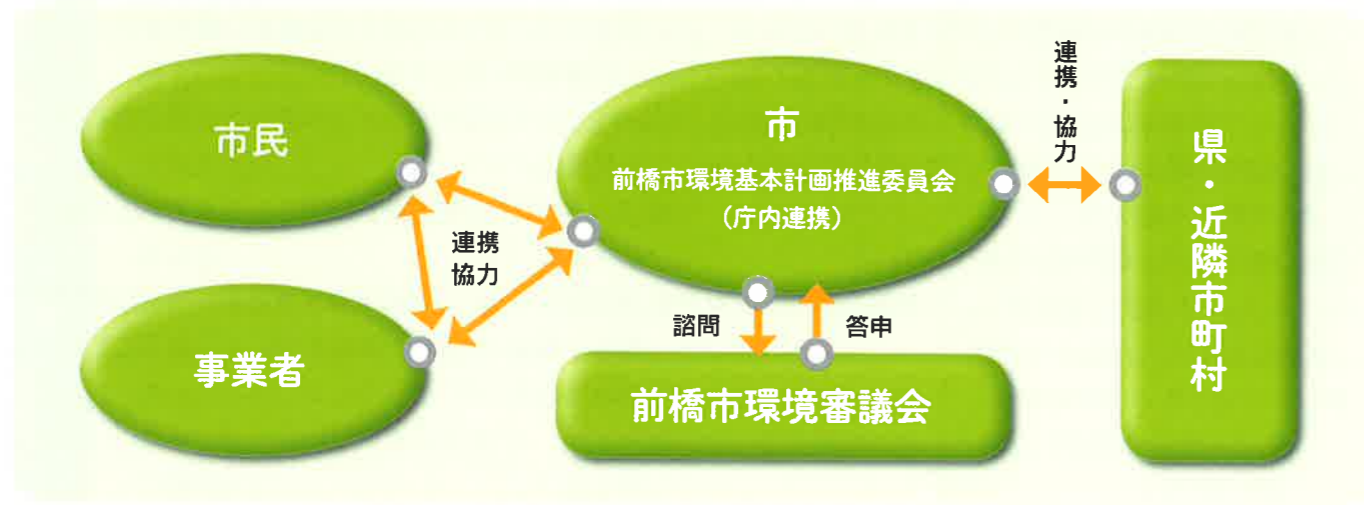 市民
事業者
連携
協力
市
前橋市環境基本計画推進委員会
（庁内連携）
諮問
答申
前橋市環境審議会
連携・協力
県・近隣市町村